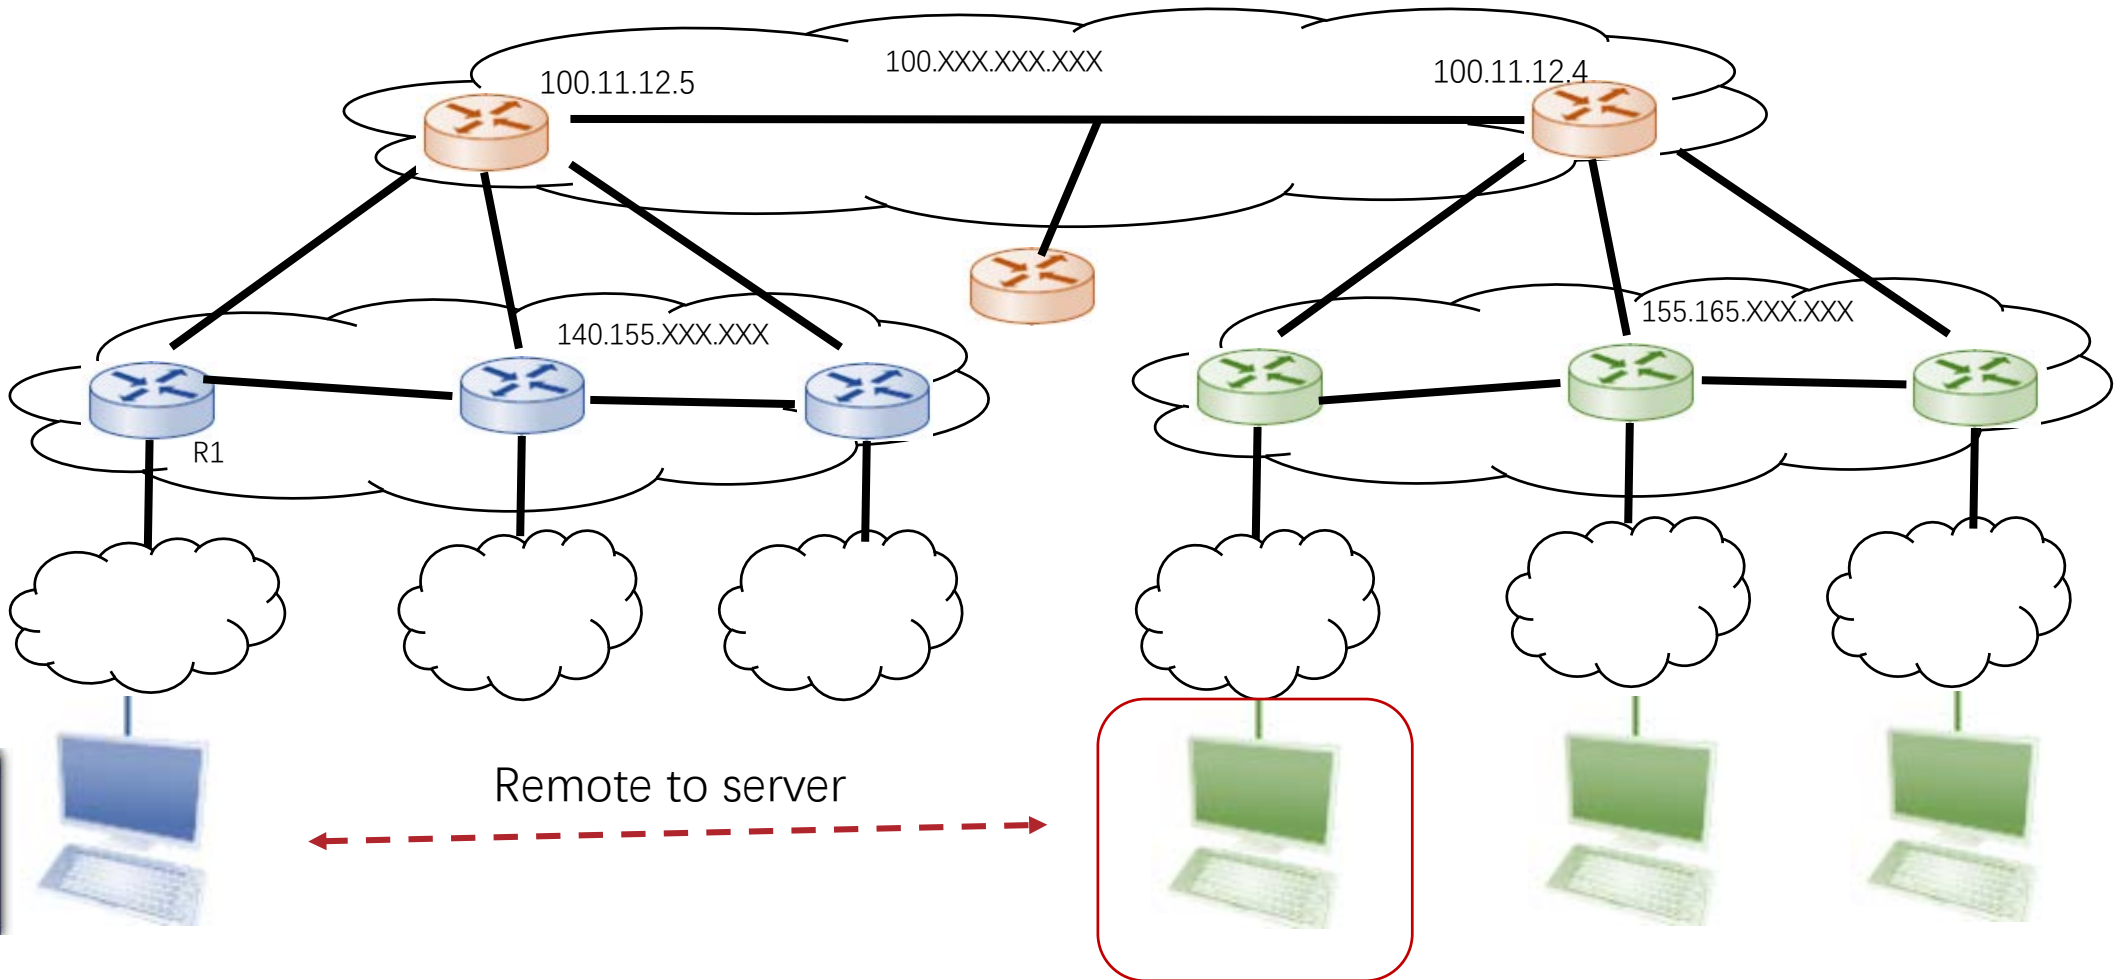 100.XXX.XXX.XXX
100.11.12.5
100.11.12.4
140.155.XXX.XXX
155.165.XXX.XXX
R1
Remote to server